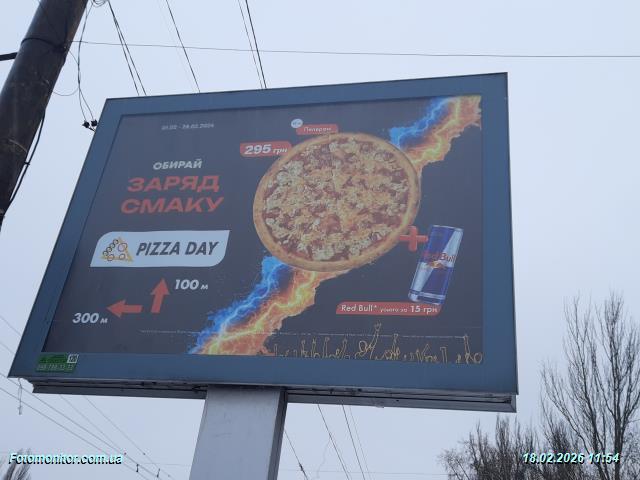 01.02 - 28.02.2026
ОБИРАЙ
ЗАРЯД
СМАКУ
PIZZA DAY
100 м
300 м
Пепероні
295 грн
+
Red Bull
Red Bull* усього за 15 грн
Fotomonitor.com.ua
18.02.2026 11:54